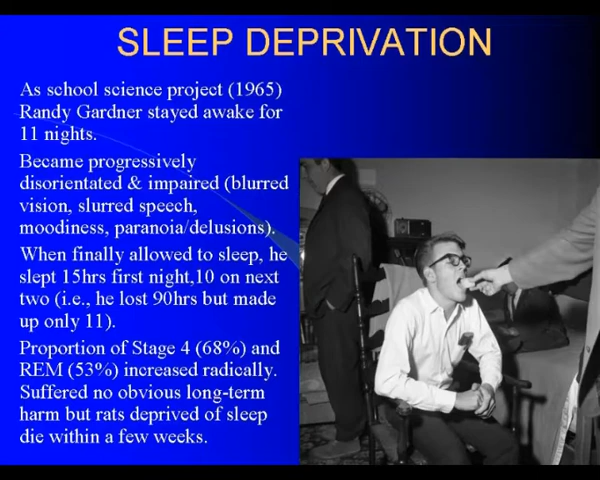 SLEEP DEPRIVATION
As school science project (1965)
Randy Gardner stayed awake for
11 nights.
Became progressively
disorientated & impaired (blurred
vision, slurred speech,
moodiness, paranoia/delusions).
When finally allowed to sleep, he
slept 15hrs first night,10 on next
two (i.e., he lost 90hrs but made
up only 11).
Proportion of Stage 4 (68%) and
REM (53%) increased radically.
Suffered no obvious long-term
harm but rats deprived of sleep
die within a few weeks.